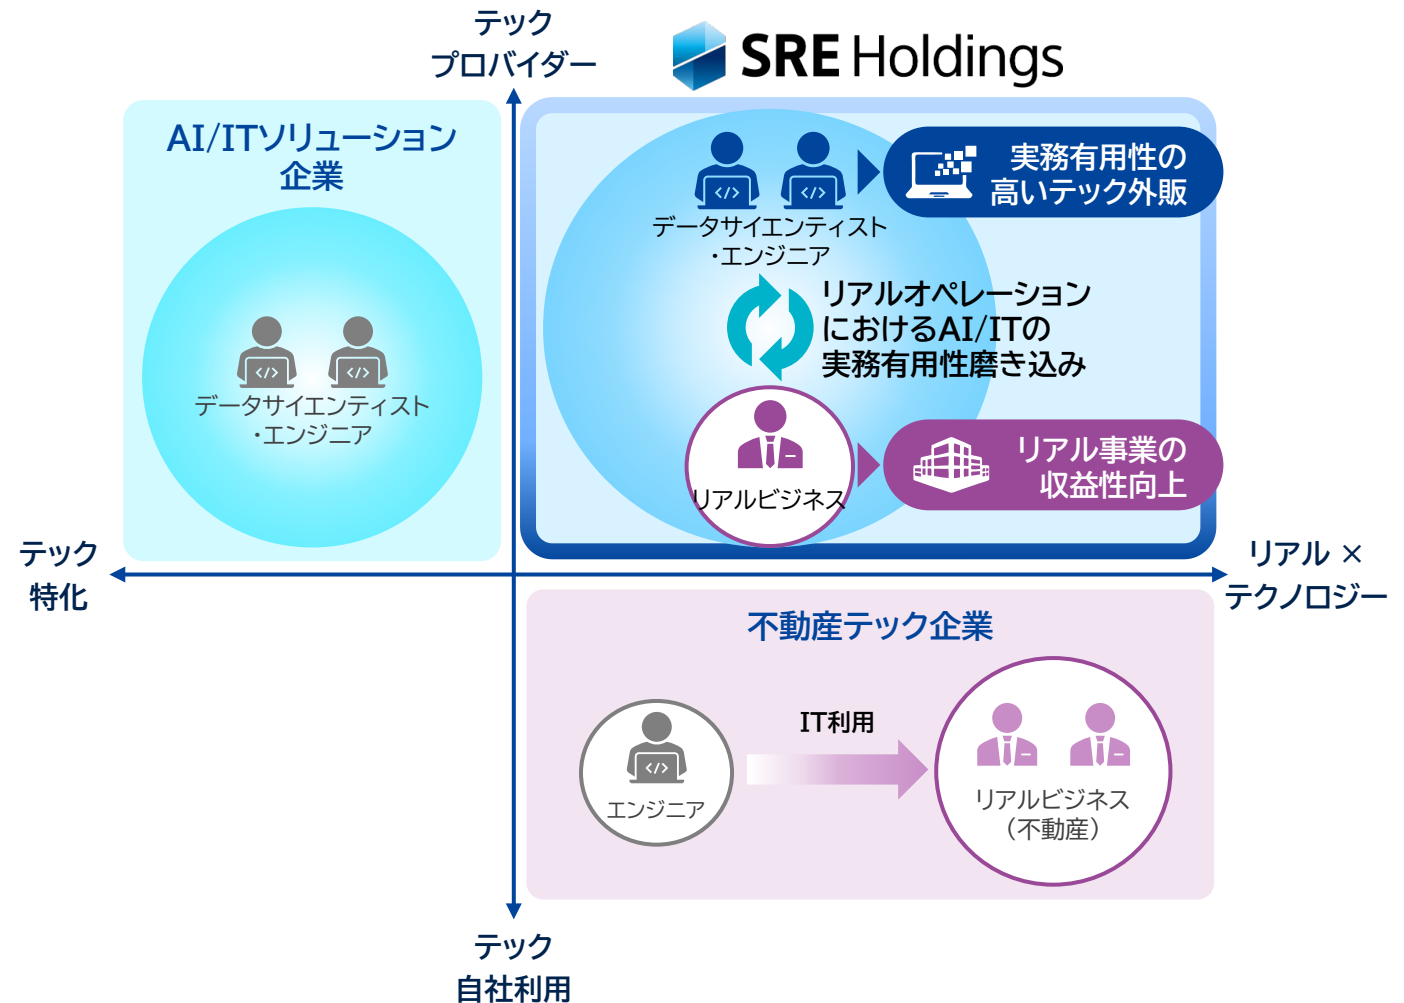 テック
プロバイダー
SRE Holdings
AI/ITソリューション
企業
</>
</>
データサイエンティスト
・エンジニア
</>
</>
データサイエンティスト
・エンジニア
実務有用性の
高いテック外販
リアルオペレーション
におけるAI/ITの
実務有用性磨き込み
リアルビジネス
リアル事業の
収益性向上
テック
特化
リアル ×
テクノロジー
不動産テック企業
</>
エンジニア
IT利用
リアルビジネス
（不動産）
テック
自社利用